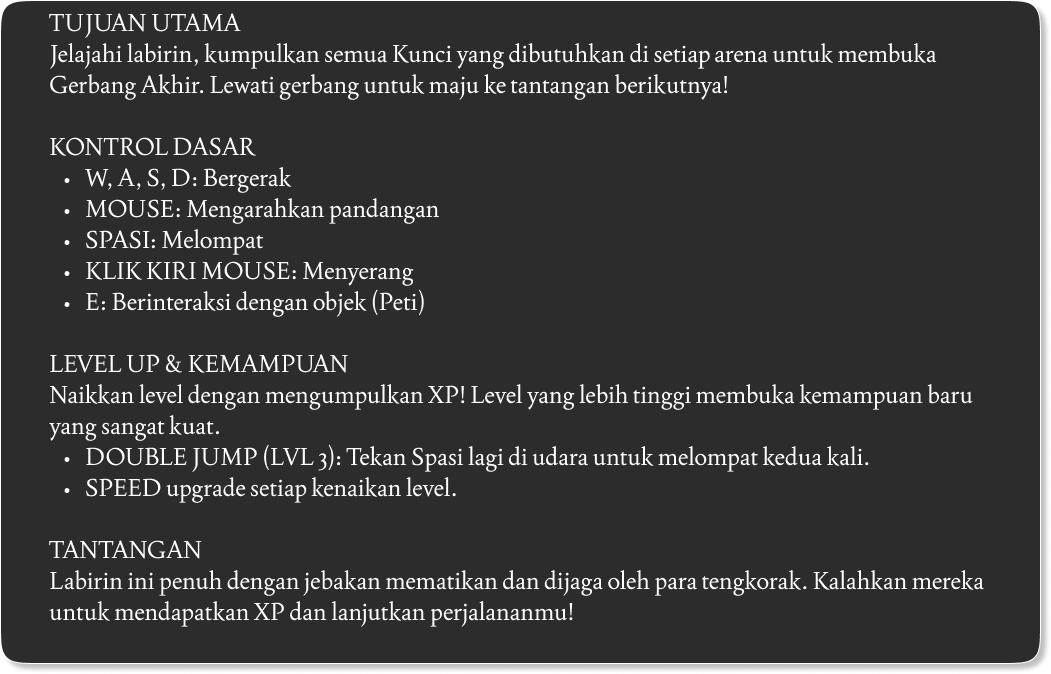 TUJUAN UTAMA
Jelajahi labirin, kumpulkan semua Kunci yang dibutuhkan di setiap arena untuk membuka
Gerbang Akhir. Lewati gerbang untuk maju ke tantangan berikutnya!
KONTROL DASAR
• W, A, S, D: Bergerak
• MOUSE: Mengarahkan pandangan
• SPASI: Melompat
• KLIK KIRI MOUSE: Menyerang
• E: Berinteraksi dengan objek (Peti)
LEVEL UP & KEMAMPUAN
Naikkan level dengan mengumpulkan XP! Level yang lebih tinggi membuka kemampuan baru
yang sangat kuat.
• DOUBLE JUMP (LVL 3): Tekan Spasi lagi di udara untuk melompat kedua kali.
• SPEED upgrade setiap kenaikan level.
TANTANGAN
Labirin ini penuh dengan jebakan mematikan dan dijaga oleh para tengkorak. Kalahkan mereka
untuk mendapatkan XP dan lanjutkan perjalananmu!